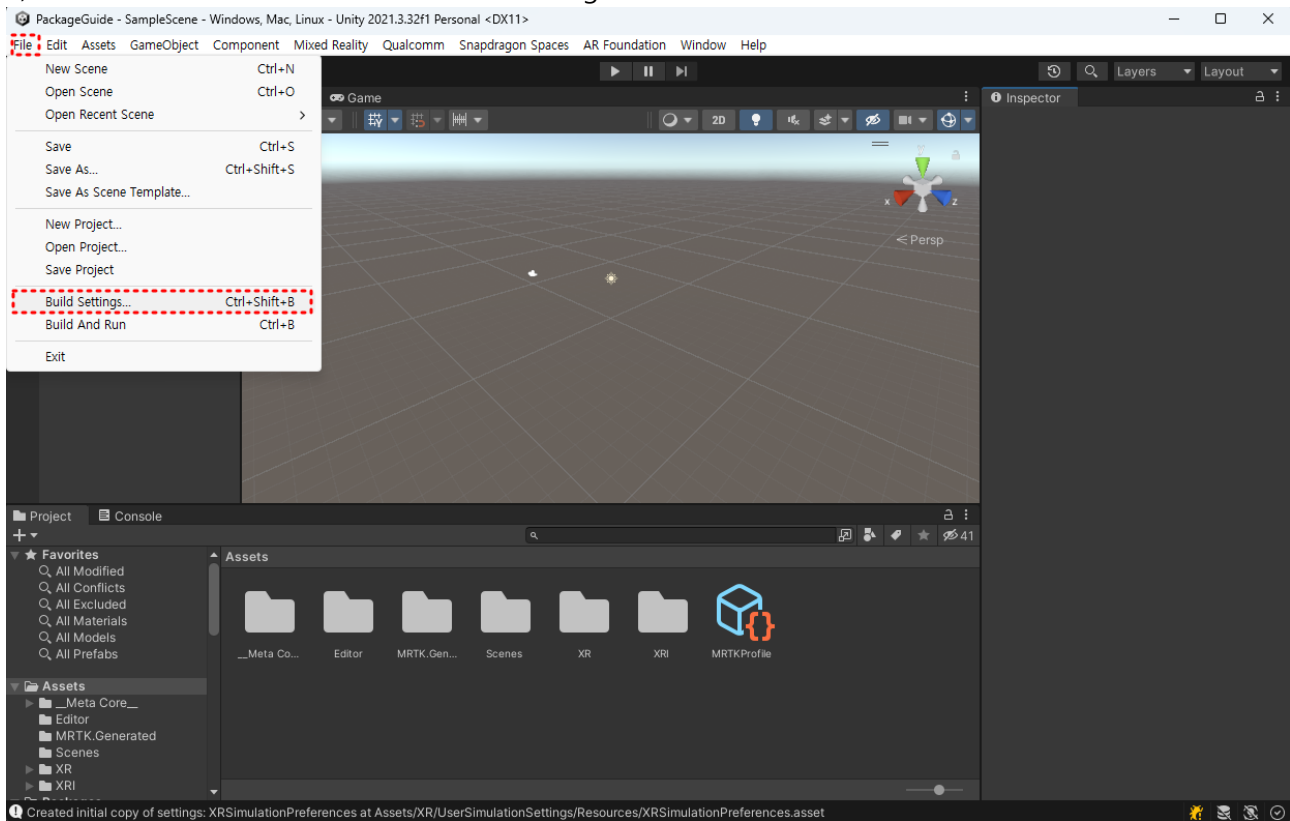 PackageGuide - SampleScene - Windows, Mac, Linux - Unity 2021.3.32f1 Personal <DX11>
File Edit Assets GameObject Component Mixed Reality Qualcomm Snapdragon Spaces AR Foundation Window Help
New Scene Ctrl+N
Open Scene Ctrl+O
Open Recent Scene
Save Ctrl+S
Save As... Ctrl+Shift+S
Save As Scene Template...
New Project...
Open Project...
Save Project
Build Settings... Ctrl+Shift+B
Build And Run Ctrl+B
Exit
Layers Layout
Game
2D
x z
Persp
Inspector
Project Console
41
Favorites
All Modified
All Conflicts
All Excluded
All Materials
All Models
All Prefabs
Assets
__Meta Core__
Editor
MRTK.Generated
Scenes
XR
XRI
Assets
__Meta Co... Editor MRTK.Gen... Scenes XR XRI MRTKProfile
Created initial copy of settings: XRSimulationPreferences at Assets/XR/UserSimulationSettings/Resources/XRSimulationPreferences.asset